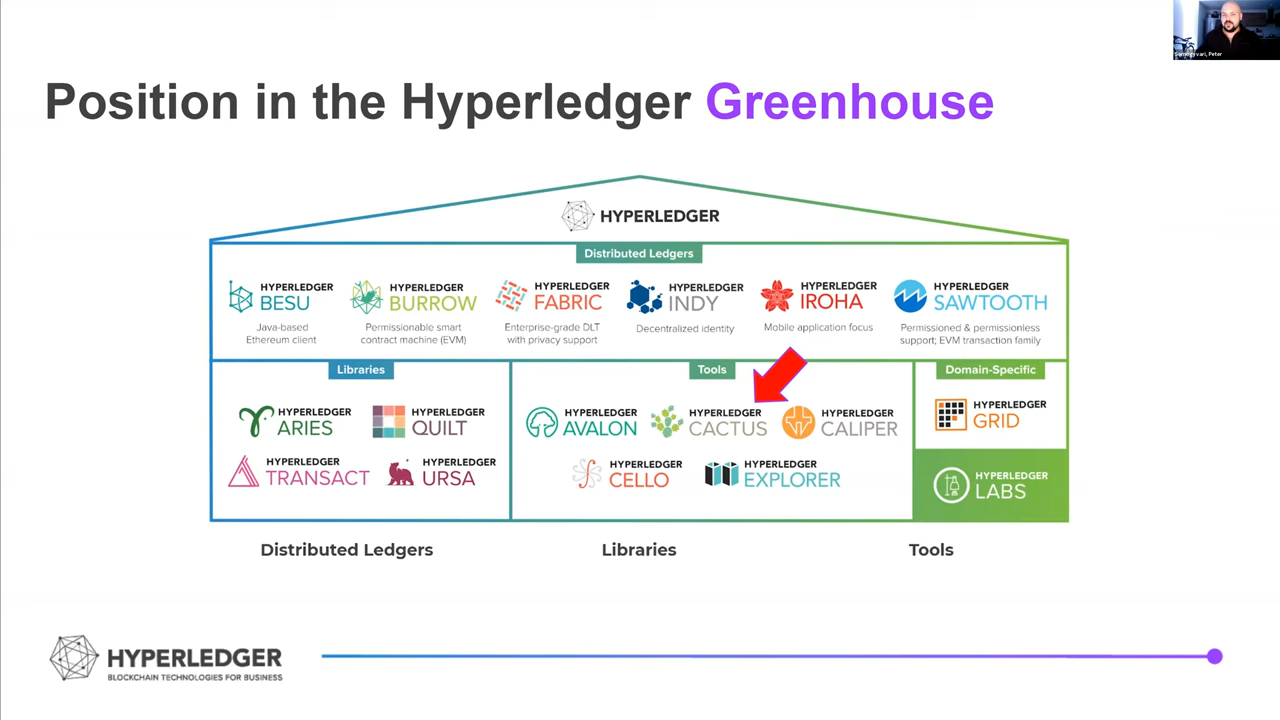 Somogyvari, Peter
Position in the Hyperledger Greenhouse
HYPERLEDGER
Distributed Ledgers
HYPERLEDGER
BESU
Java-based
Ethereum client
HYPERLEDGER
BURROW
Permissionable smart
contract machine (EVM)
HYPERLEDGER
FABRIC
Enterprise-grade DLT
with privacy support
HYPERLEDGER
INDY
Decentralized identity
HYPERLEDGER
IROHA
Mobile application focus
HYPERLEDGER
SAWTOOTH
Permissioned & permissionless
support; EVM transaction family
Libraries
HYPERLEDGER
ARIES
HYPERLEDGER
QUILT
HYPERLEDGER
TRANSACT
HYPERLEDGER
URSA
Tools
HYPERLEDGER
AVALON
HYPERLEDGER
CACTUS
HYPERLEDGER
CALIPER
HYPERLEDGER
CELLO
HYPERLEDGER
EXPLORER
Domain-Specific
HYPERLEDGER
GRID
HYPERLEDGER
LABS
Distributed Ledgers
Libraries
Tools
HYPERLEDGER
BLOCKCHAIN TECHNOLOGIES FOR BUSINESS